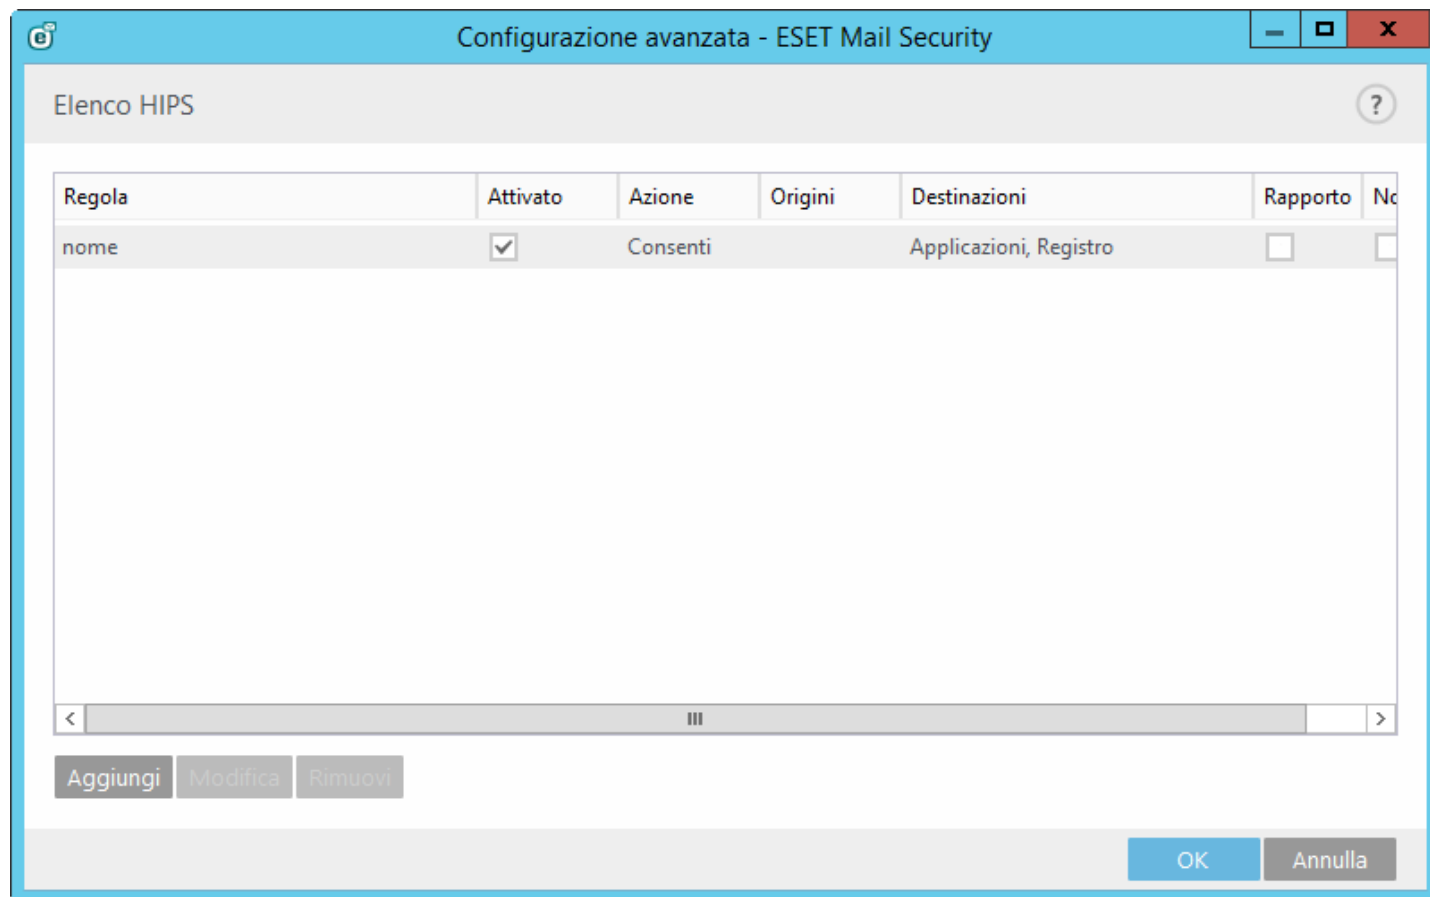 Configurazione avanzata - ESET Mail Security
Elenco HIPS
?
Regola Attivato Azione Origini Destinazioni Rapporto
nome Consenti Applicazioni, Registro
Aggiungi Modifica Rimuovi
OK Annulla